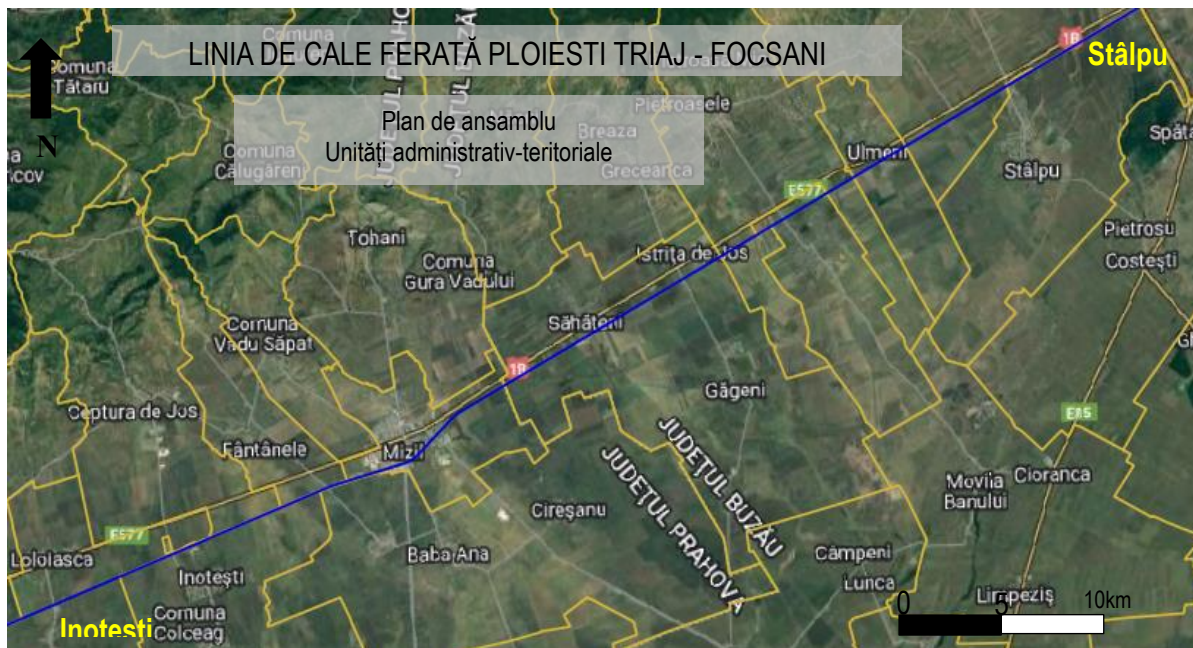 LINIA DE CALE FERATĂ PLOIESTI TRIAJ - FOCSANI
Plan de ansamblu
Unități administrativ-teritoriale
N
1B
Stâlpu
Comuna
Tătaru
Comuna
Călugăreni
Pietroasele
Breaza
Greceanca
Ulmeni
Stâlpu
E577
Pietrosu
Costești
Tohani
Comuna
Gura Vadului
Istrița de Jos
Comuna
Vadu Săpat
Săhăteni
1B
Găgeni
Ceptura de Jos
Fântânele
Mizil
E85
JUDEȚUL BUZĂU
JUDEȚUL PRAHOVA
Movila
Banului
Cioranca
Cireșanu
E577
Baba Ana
Câmpeni
Lunca
Limpeziș
Loloiasca
Inotești
Comuna
Colceag
Inotesti
0 5 10km